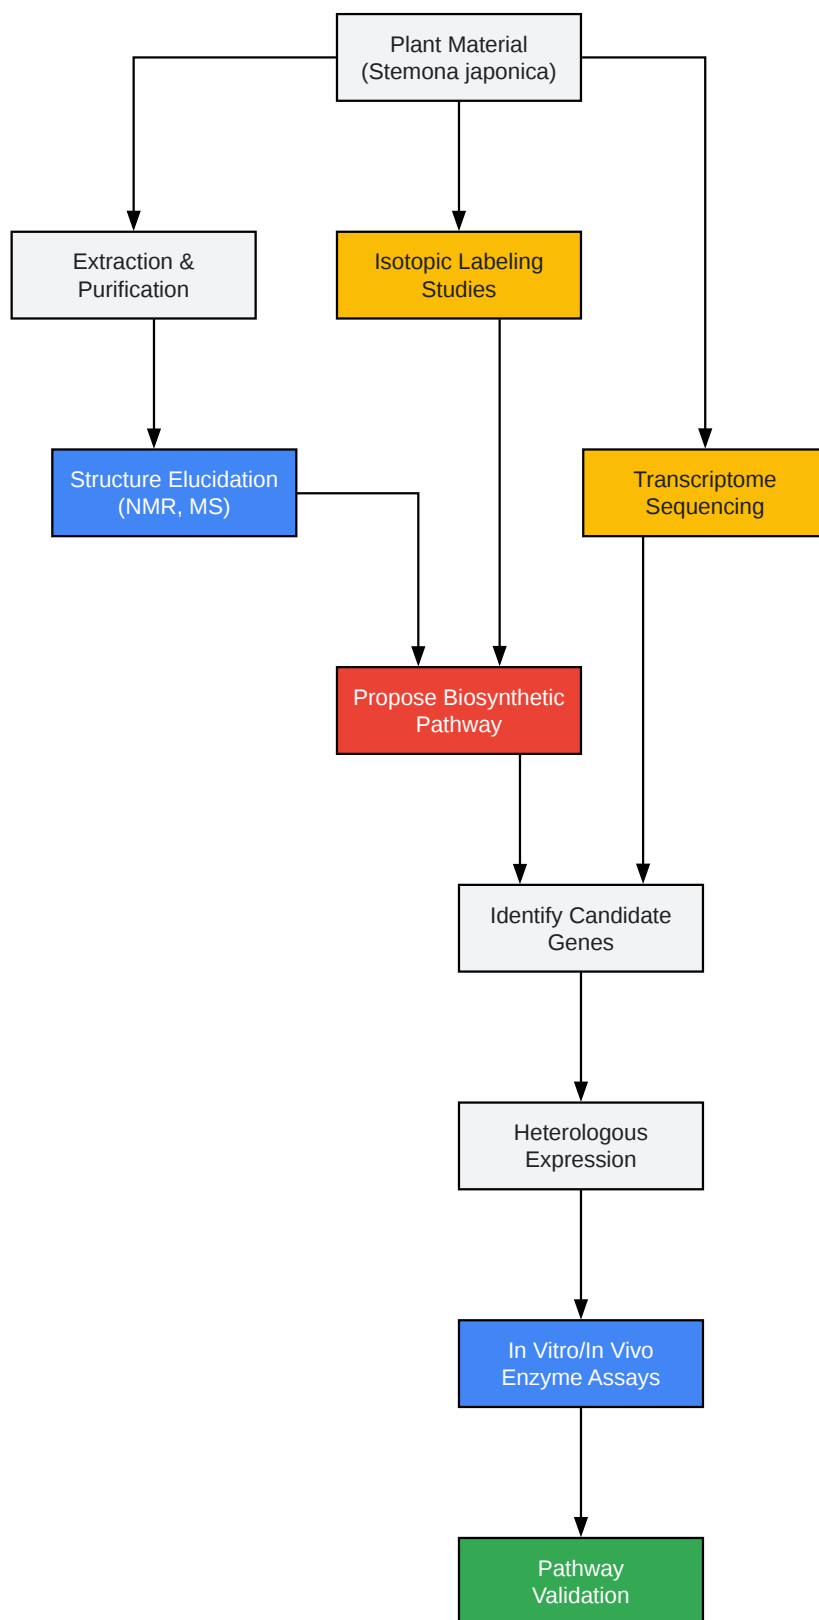 Plant Material
(Stemona japonica)
Extraction &
Purification
Isotopic Labeling
Studies
Structure Elucidation
(NMR, MS)
Transcriptome
Sequencing
Propose Biosynthetic
Pathway
Identify Candidate
Genes
Heterologous
Expression
In Vitro/In Vivo
Enzyme Assays
Pathway
Validation